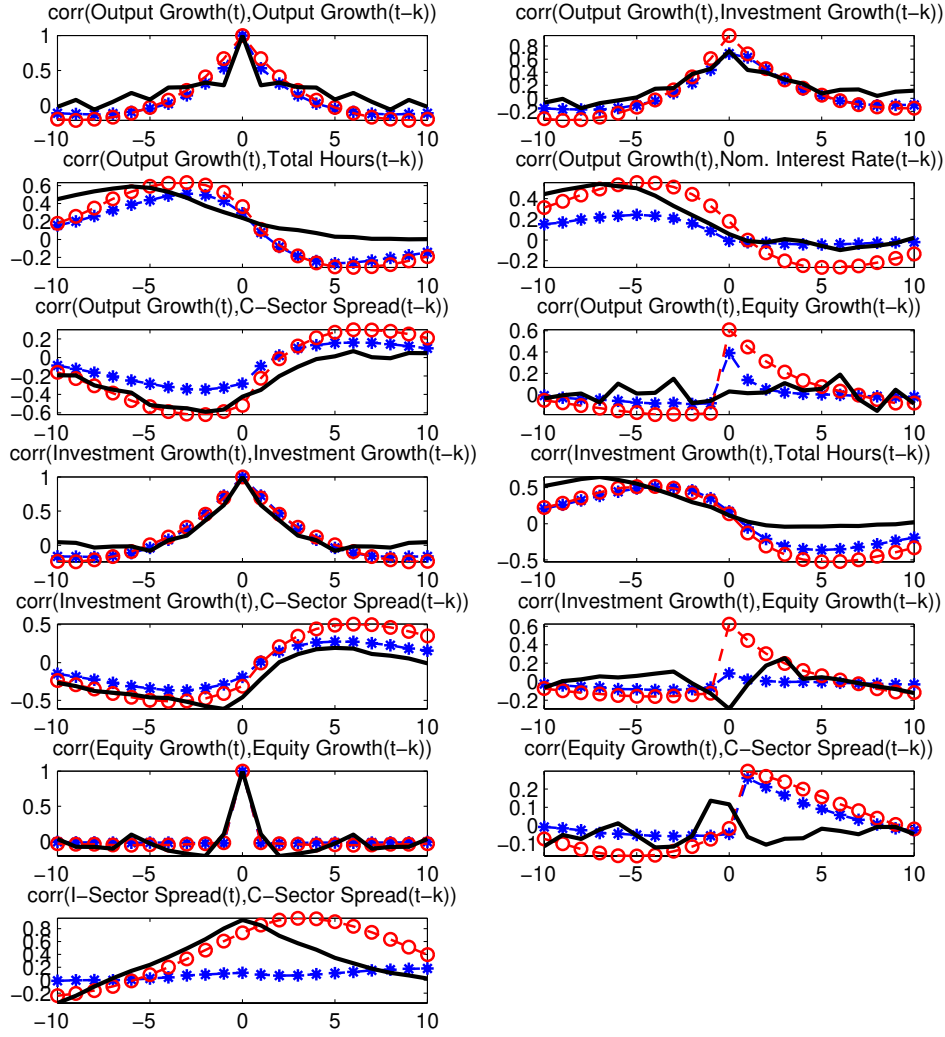 corr(Output Growth(t),Output Growth(t−k))
1
0.5
0
−10 −5 0 5 10
corr(Output Growth(t),Investment Growth(t−k))
0.8
0.6
0.4
0.2
0
−0.2
−10 −5 0 5 10
corr(Output Growth(t),Total Hours(t−k))
0.6
0.4
0.2
0
−0.2
−10 −5 0 5 10
corr(Output Growth(t),Nom. Interest Rate(t−k))
0.4
0.2
0
−0.2
−10 −5 0 5 10
corr(Output Growth(t),C−Sector Spread(t−k))
0.2
0
−0.2
−0.4
−0.6
−10 −5 0 5 10
corr(Output Growth(t),Equity Growth(t−k))
0.6
0.4
0.2
0
−10 −5 0 5 10
corr(Investment Growth(t),Investment Growth(t−k))
1
0.5
0
−10 −5 0 5 10
corr(Investment Growth(t),Total Hours(t−k))
0.5
0
−0.5
−10 −5 0 5 10
corr(Investment Growth(t),C−Sector Spread(t−k))
0.5
0
−0.5
−10 −5 0 5 10
corr(Investment Growth(t),Equity Growth(t−k))
0.6
0.4
0.2
0
−0.2
−10 −5 0 5 10
corr(Equity Growth(t),Equity Growth(t−k))
1
0.5
0
−10 −5 0 5 10
corr(Equity Growth(t),C−Sector Spread(t−k))
0.2
0.1
0
−0.1
−10 −5 0 5 10
corr(I−Sector Spread(t),C−Sector Spread(t−k))
0.8
0.6
0.4
0.2
0
−0.2
−10 −5 0 5 10